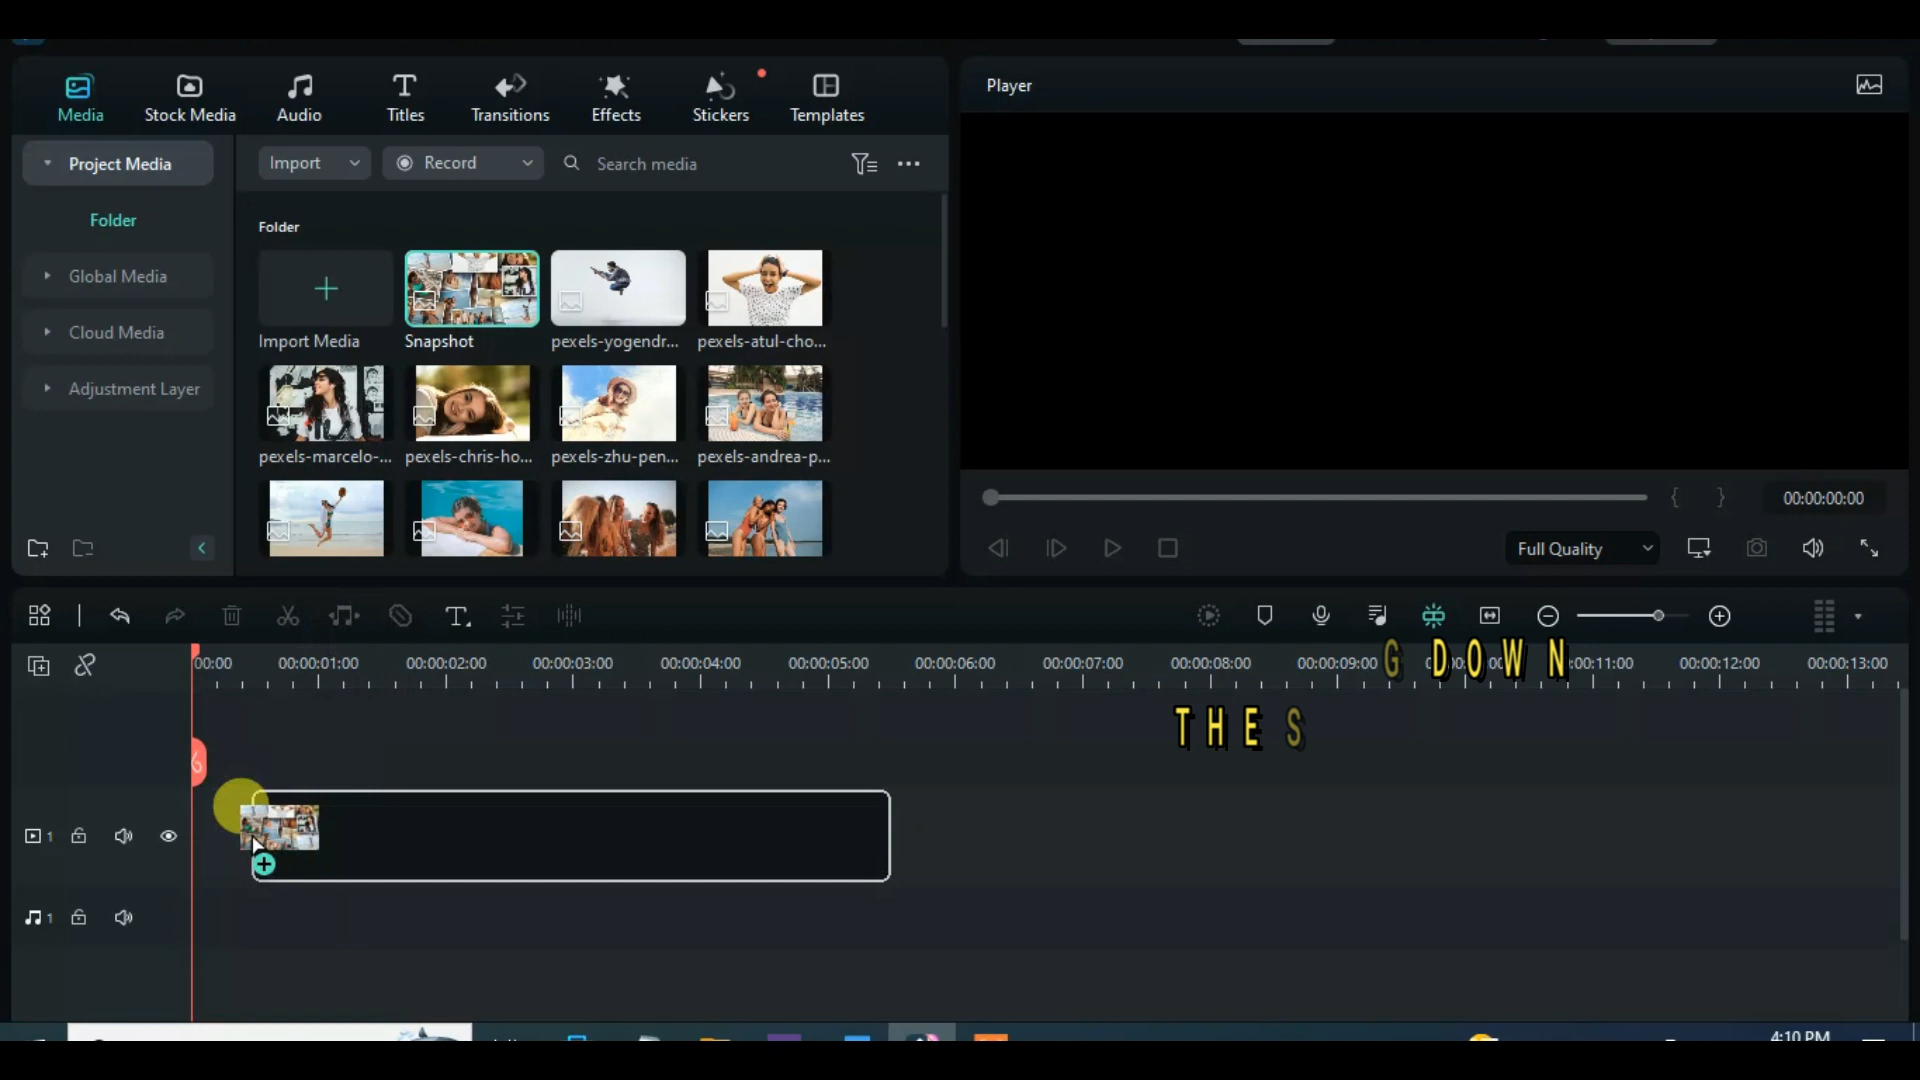 Media
Stock Media
Audio
Titles
Transitions
Effects
Stickers
Templates
Player
Project Media
Import
Record
Search media
Folder
Global Media
Cloud Media
Adjustment Layer
Folder
Import Media
Snapshot
pexels-yogendr...
pexels-atul-cho...
pexels-marcelo-...
pexels-chris-ho...
pexels-zhu-pen...
pexels-andrea-p...
00:00:00:00
Full Quality
00:00
00:00:01:00
00:00:02:00
00:00:03:00
00:00:04:00
00:00:05:00
00:00:06:00
00:00:07:00
00:00:08:00
00:00:09:00
:00:11:00
00:00:12:00
00:00:13:00
G DOWN
THE S
1
1
4:10 PM